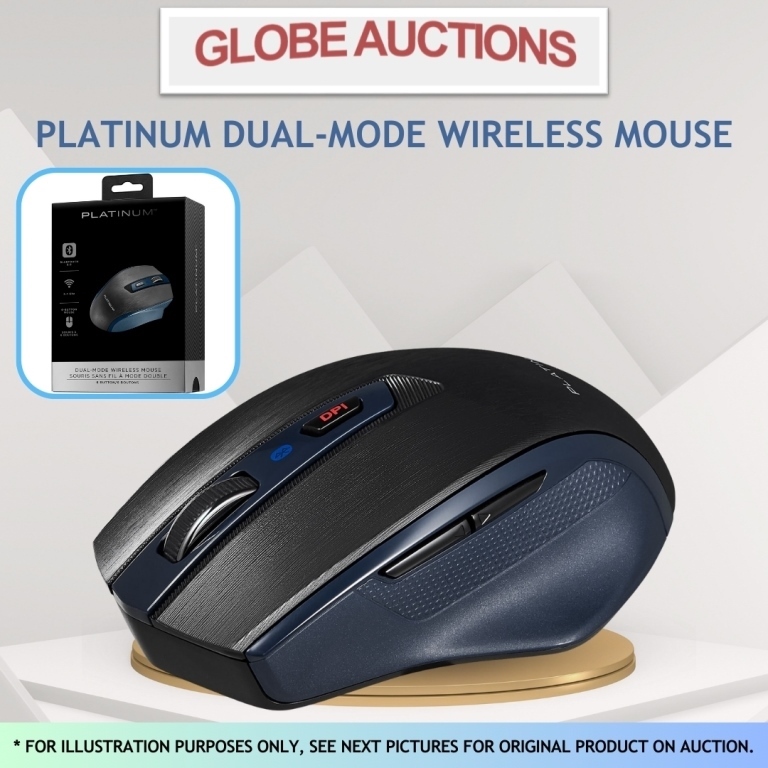 GLOBE AUCTIONS
PLATINUM DUAL-MODE WIRELESS MOUSE
PLATINUM™
DUAL-MODE WIRELESS MOUSE
SOURIS SANS FIL À MODE DOUBLE
DPI
* FOR ILLUSTRATION PURPOSES ONLY, SEE NEXT PICTURES FOR ORIGINAL PRODUCT ON AUCTION.